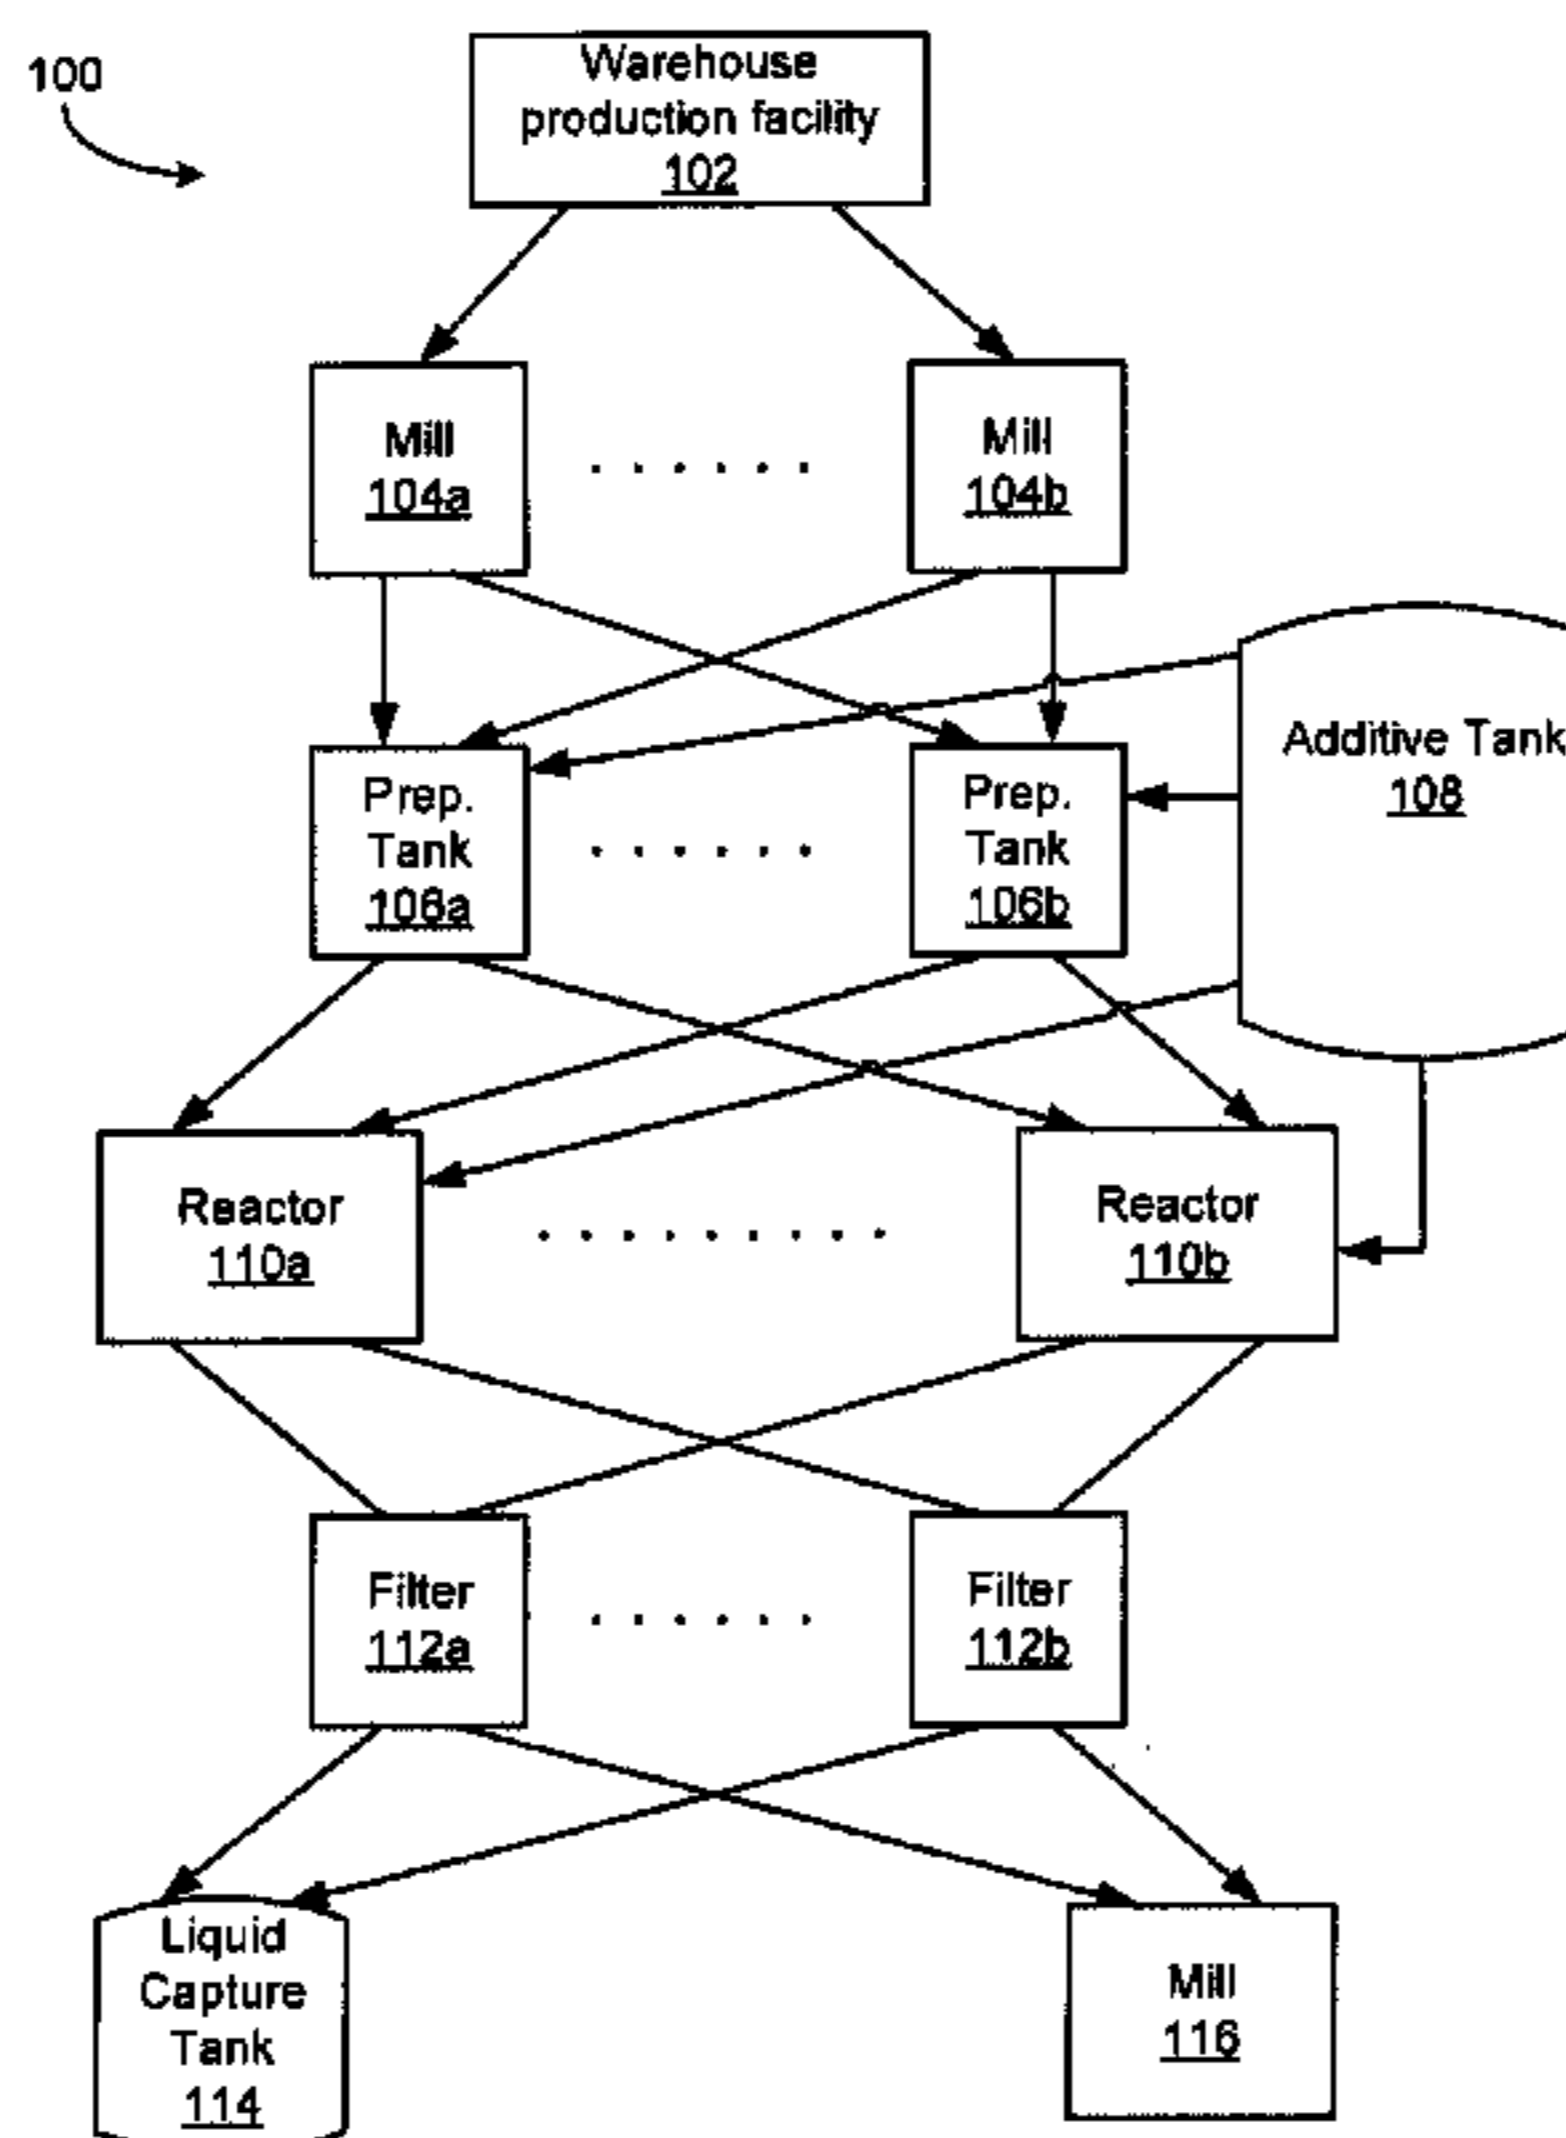 100
Warehouse
production facility
102
Mill
104a
Mill
104b
Additive Tank
108
Prep.
Tank
106a
Prep.
Tank
106b
Reactor
110a
Reactor
110b
Filter
112a
Filter
112b
Liquid
Capture
Tank
114
Mill
116